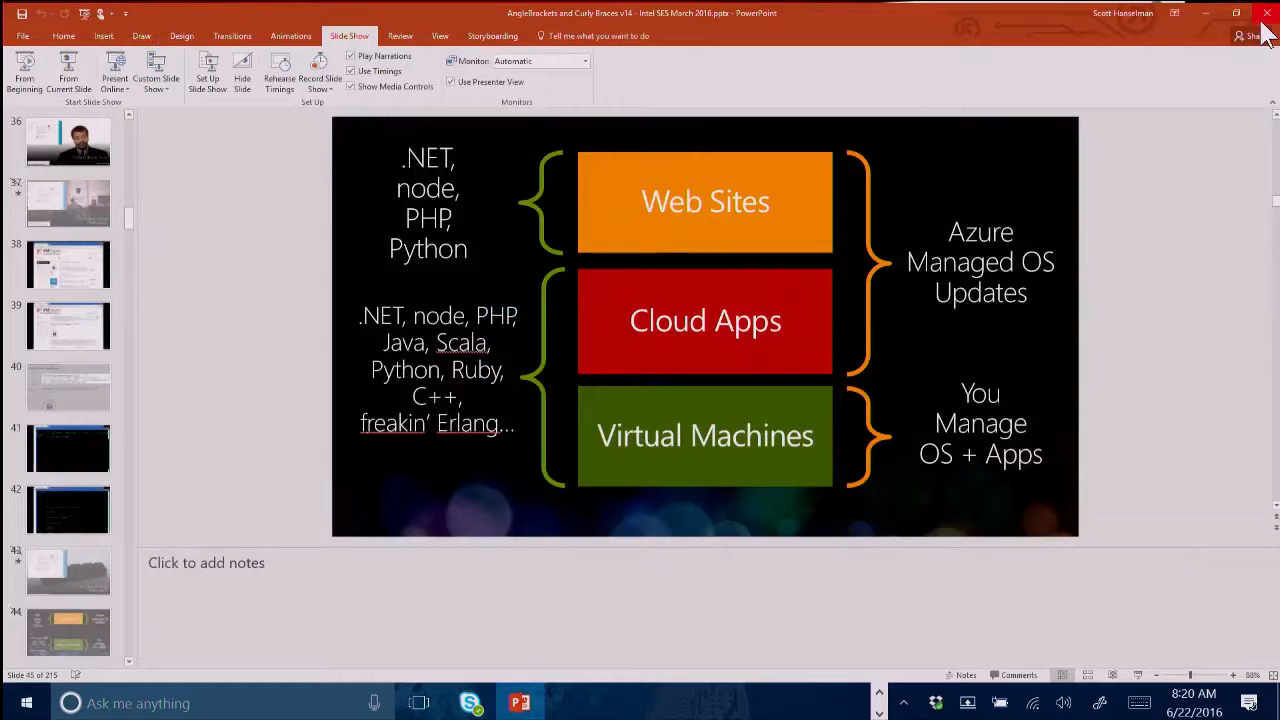 AngleBrackets and Curly Braces v14 - Intel SES March 2016.pptx - PowerPoint
Scott Hanselman
File Home Insert Draw Design Transitions Animations Slide Show Review View Storyboarding Tell me what you want to do
From Beginning
From Current Slide
Present Online
Custom Slide Show
Start Slide Show
Set Up Slide Show
Hide Slide
Rehearse Timings
Record Slide Show
Play Narrations
Use Timings
Show Media Controls
Set Up
Monitor: Automatic
Use Presenter View
Monitors
36
37
38
39
40
41
42
43
44
.NET,
node,
PHP,
Python
Web Sites
Azure
Managed OS
Updates
.NET, node, PHP,
Java, Scala,
Python, Ruby,
C++,
freakin' Erlang...
Cloud Apps
Virtual Machines
You
Manage
OS + Apps
Click to add notes
Slide 45 of 215
Notes
Comments
88%
Ask me anything
8:20 AM
6/22/2016